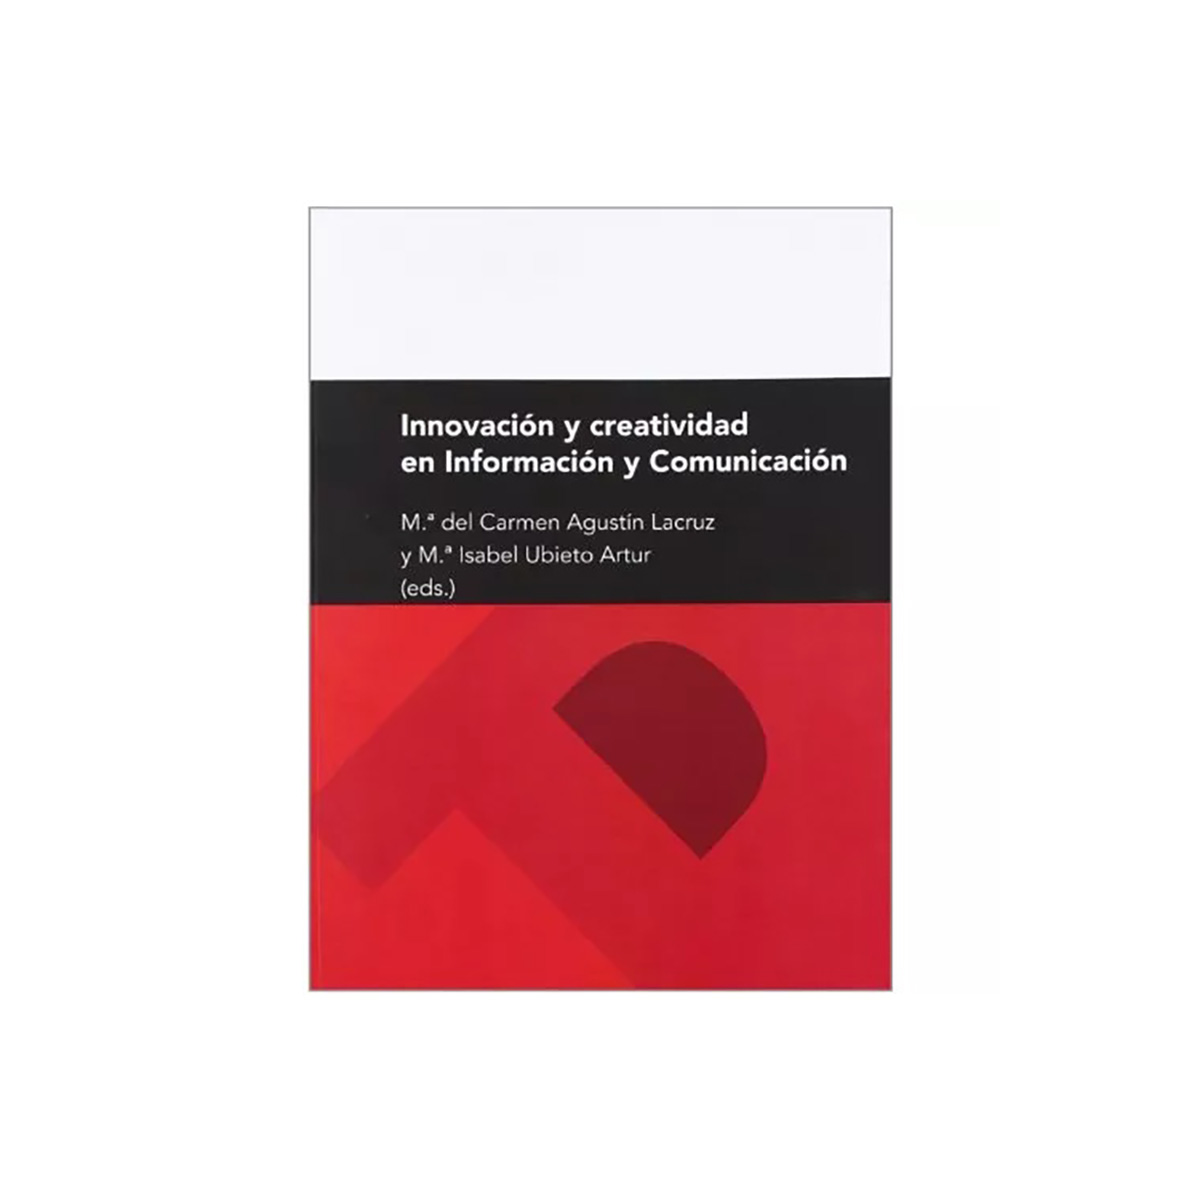 Innovación y creatividad
en Información y Comunicación
M.ª del Carmen Agustín Lacruz
y M.ª Isabel Ubieto Artur
(eds.)